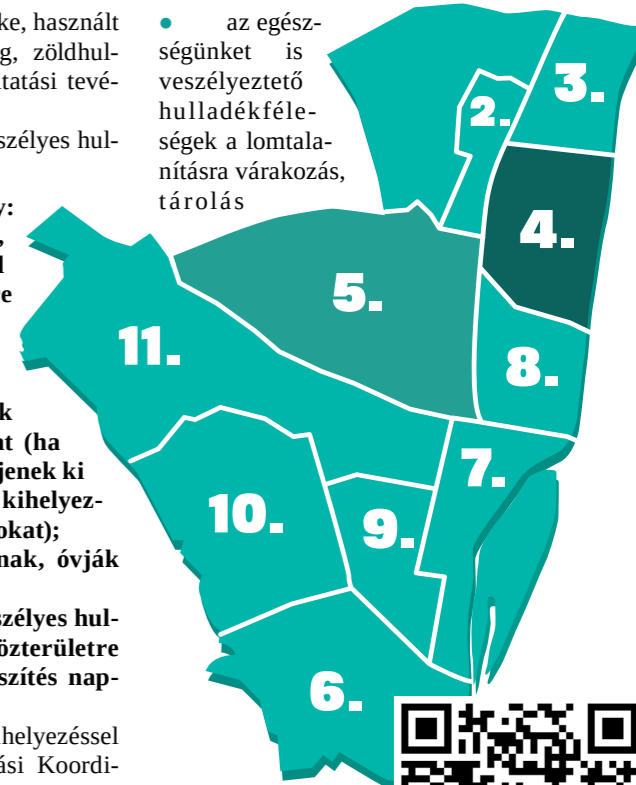 ke, használt
g, zöldhul-
tatási tevé-
szélyes hul-
y:
,
l
re
k
nt (ha
jenek ki
kihelyez-
okat);
nak, óvják
szélyes hul-
özterületre
szítés nap-
helyezéssel
ási Koordi-
● az egész-
ségünket is
veszélyeztető
hulladékféle-
ségek a lomtala-
nításra várakozás,
tárolás
3.
2.
4.
5.
11.
8.
7.
10.
9.
6.